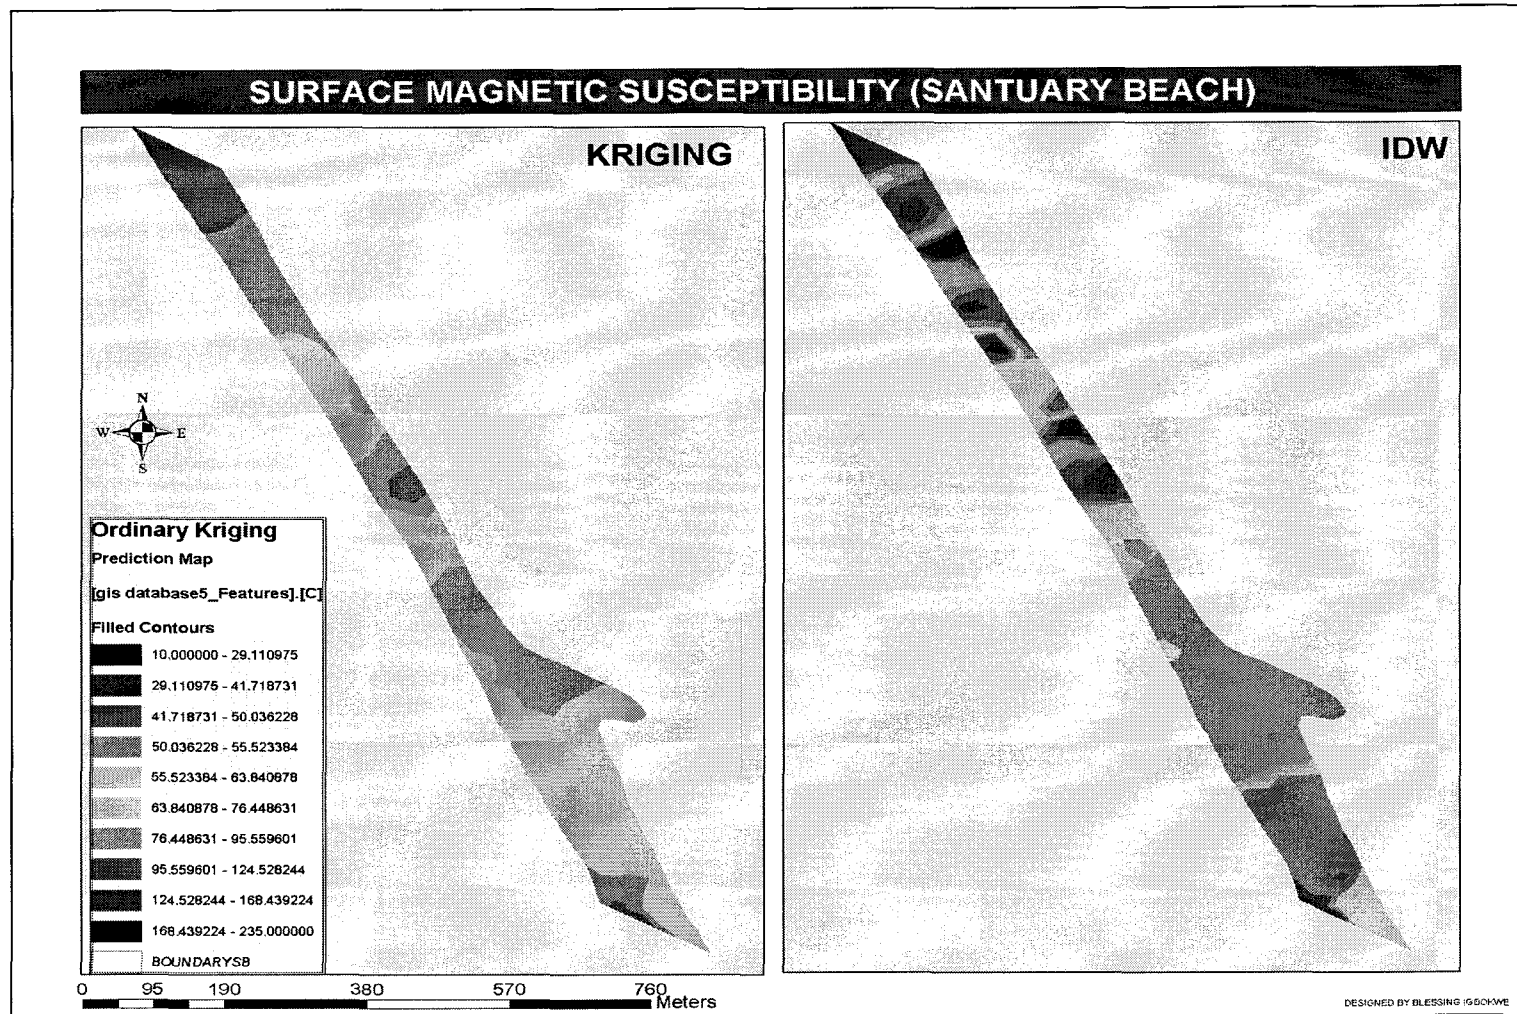 SURFACE MAGNETIC SUSCEPTIBILITY (SANTUARY BEACH)
KRIGING
IDW
N
W E
S
Ordinary Kriging
Prediction Map
[gis database5_Features].[C]
Filled Contours
10.000000 - 29.110975
29.110975 - 41.718731
41.718731 - 50.036228
50.036228 - 55.523384
55.523384 - 63.840878
63.840878 - 76.448631
76.448631 - 95.559601
95.559601 - 124.528244
124.528244 - 168.439224
168.439224 - 235.000000
BOUNDARYSB
0 95 190 380 570 760
Meters
DESIGNED BY BLESSING IGBOKWE